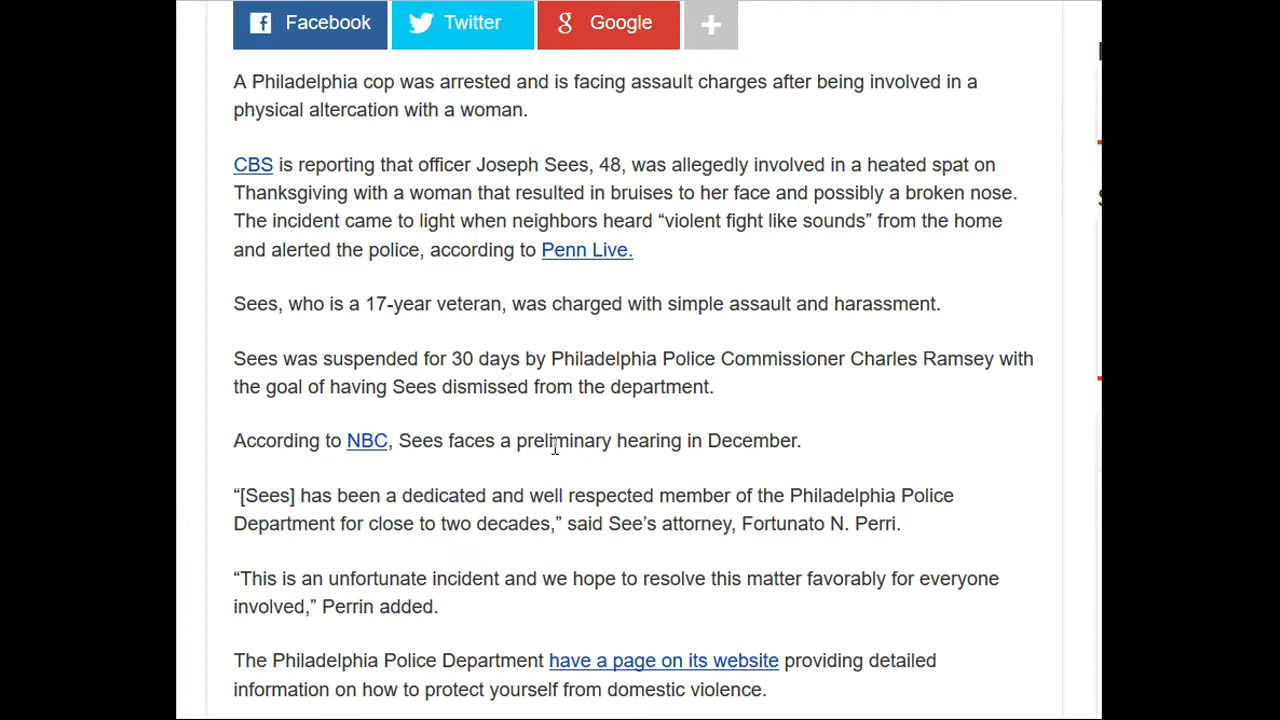 Facebook Twitter Google +
A Philadelphia cop was arrested and is facing assault charges after being involved in a
physical altercation with a woman.
CBS is reporting that officer Joseph Sees, 48, was allegedly involved in a heated spat on
Thanksgiving with a woman that resulted in bruises to her face and possibly a broken nose.
The incident came to light when neighbors heard “violent fight like sounds” from the home
and alerted the police, according to Penn Live.
Sees, who is a 17-year veteran, was charged with simple assault and harassment.
Sees was suspended for 30 days by Philadelphia Police Commissioner Charles Ramsey with
the goal of having Sees dismissed from the department.
According to NBC, Sees faces a preliminary hearing in December.
“[Sees] has been a dedicated and well respected member of the Philadelphia Police
Department for close to two decades,” said See’s attorney, Fortunato N. Perri.
“This is an unfortunate incident and we hope to resolve this matter favorably for everyone
involved,” Perrin added.
The Philadelphia Police Department have a page on its website providing detailed
information on how to protect yourself from domestic violence.